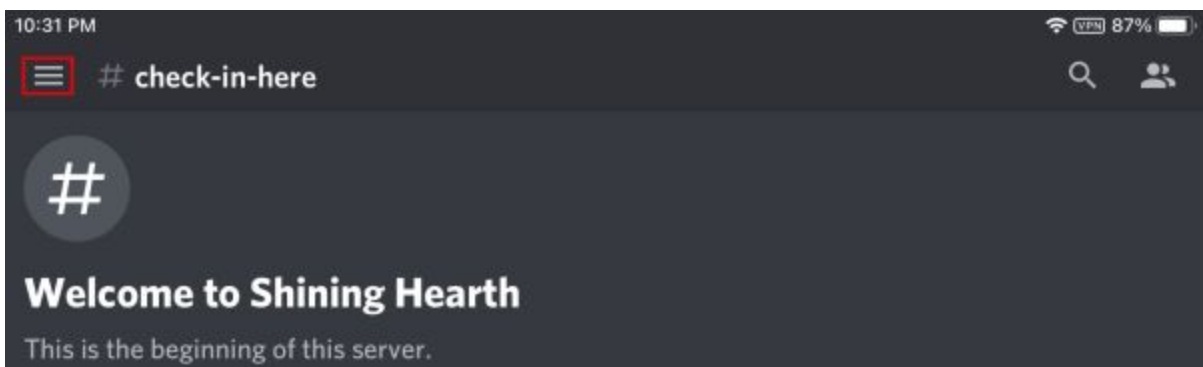 10:31 PM VPN 87%
# check-in-here
#
Welcome to Shining Hearth
This is the beginning of this server.